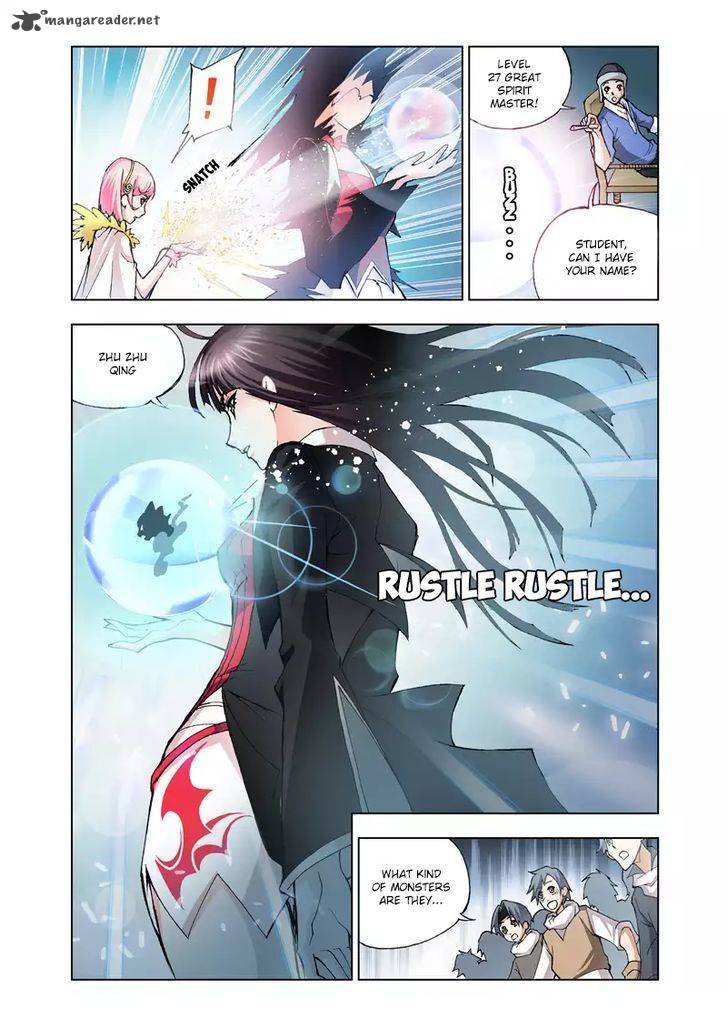 mangareader.net
!
SNATCH
LEVEL
27 GREAT
SPIRIT
MASTER!
BUZZ...
STUDENT,
CAN I HAVE
YOUR NAME?
ZHU ZHU
QING
RUSTLE RUSTLE...
WHAT KIND
OF MONSTERS
ARE THEY...